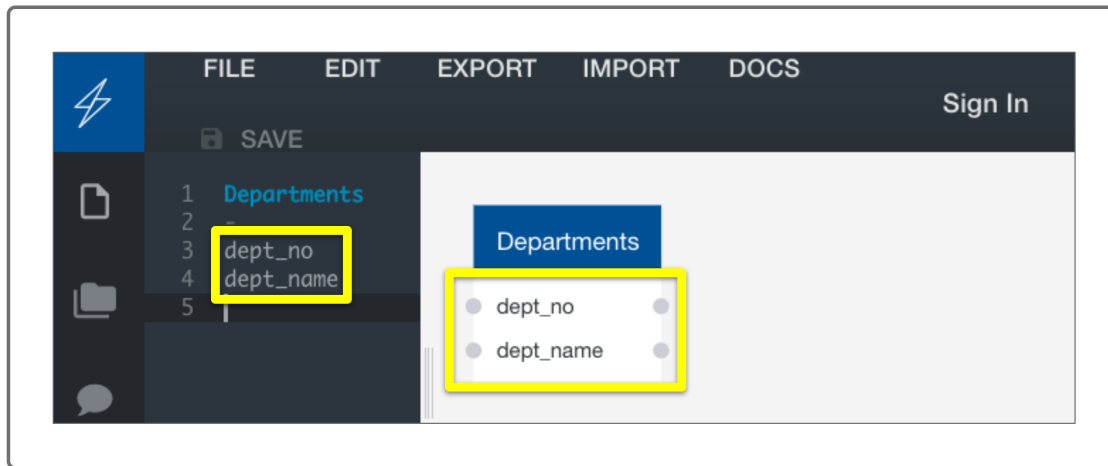 FILE EDIT EXPORT IMPORT DOCS
Sign In
SAVE
1 Departments
2 -
3 dept_no
4 dept_name
5
Departments
dept_no
dept_name